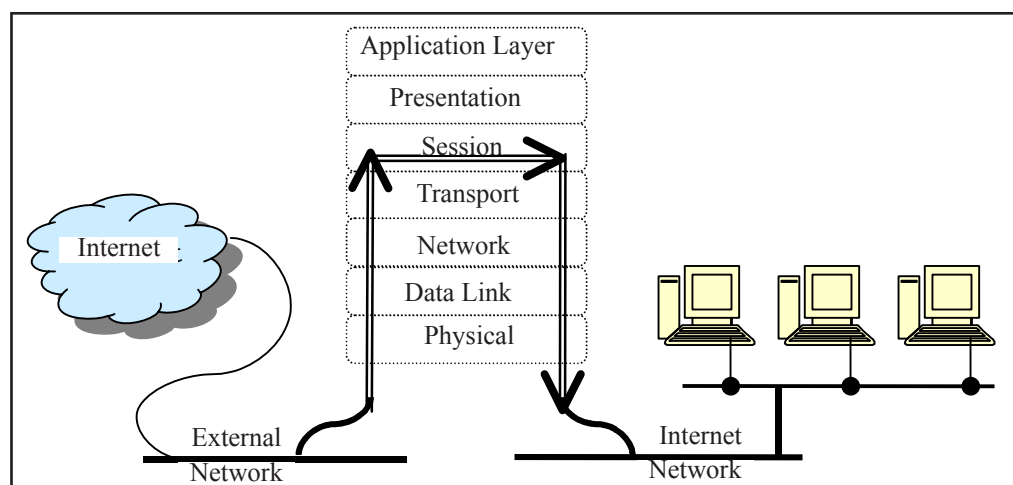 Application Layer
Presentation
Session
Transport
Network
Data Link
Physical
Internet
External
Network
Internet
Network